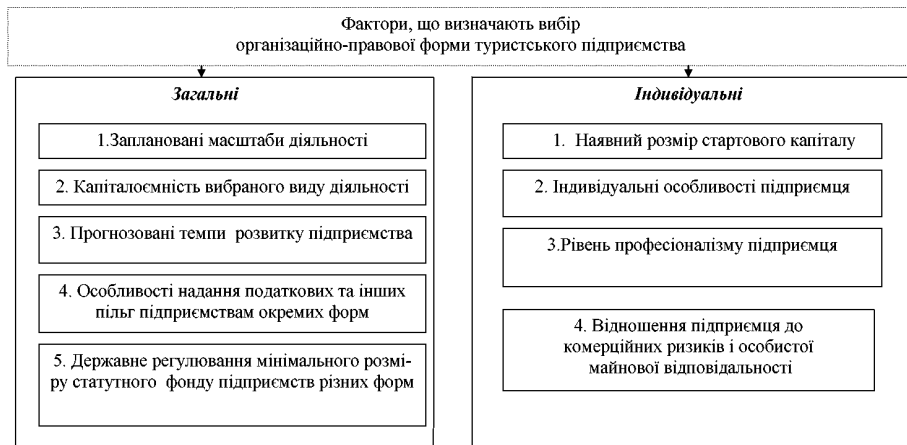 Фактори, що визначають вибір
організаційно-правової форми туристського підприємства
Загальні
1.Заплановані масштаби діяльності
2. Капіталоємність вибраного виду діяльності
3. Прогнозовані темпи розвитку підприємства
4. Особливості надання податкових та інших
пільг підприємствам окремих форм
5. Державне регулювання мінімального розмі-
ру статутного фонду підприємств різних форм
Індивідуальні
1. Наявний розмір стартового капіталу
2. Індивідуальні особливості підприємця
3.Рівень професіоналізму підприємця
4. Відношення підприємця до
комерційних ризиків і особистої
майнової відповідальності